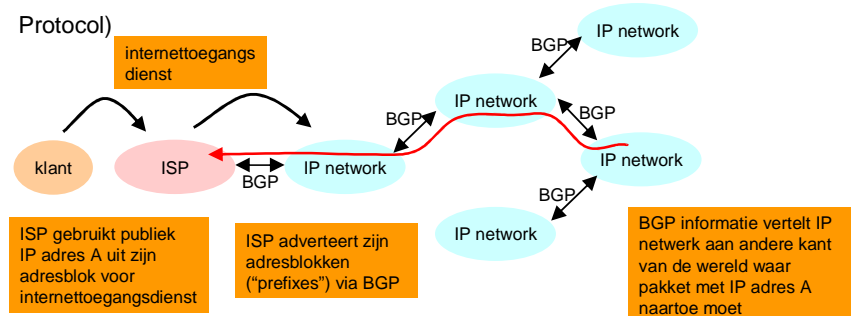 Protocol)
internettoegangs
dienst
BGP
IP network
IP network
BGP
BGP
klant
ISP
BGP
IP network
IP network
BGP
IP network
ISP gebruikt publiek
IP adres A uit zijn
adresblok voor
internettoegangsdienst
ISP adverteert zijn
adresblokken
(“prefixes”) via BGP
BGP informatie vertelt IP
netwerk aan andere kant
van de wereld waar
pakket met IP adres A
naartoe moet